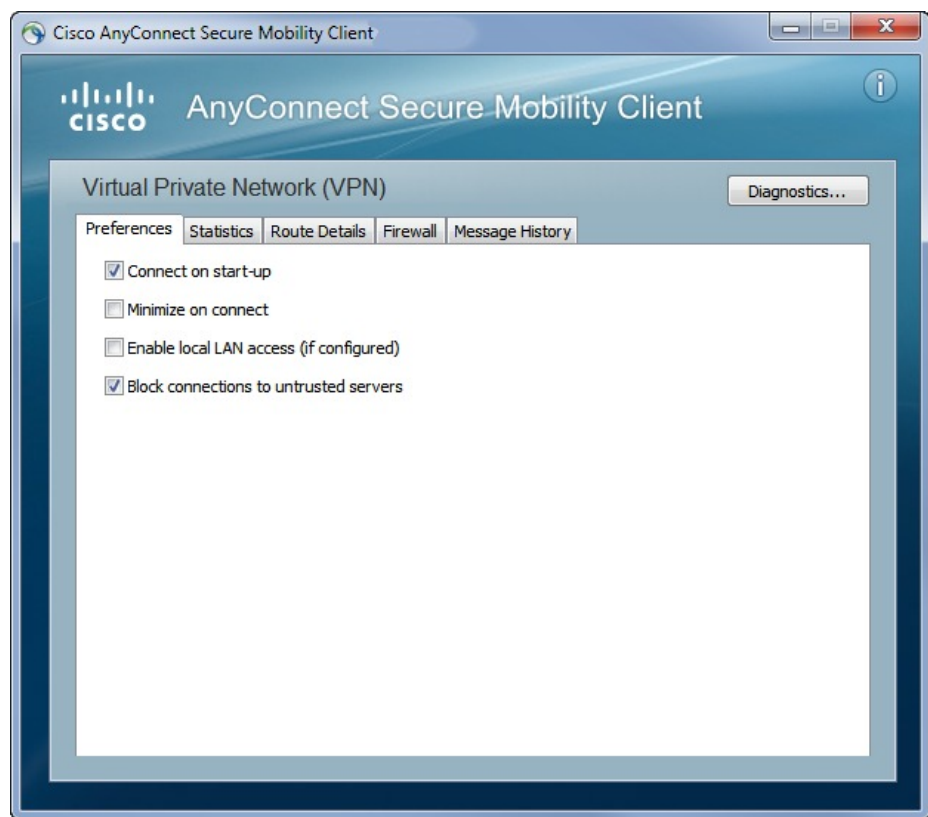 Cisco AnyConnect Secure Mobility Client
CISCO AnyConnect Secure Mobility Client
Virtual Private Network (VPN)
Diagnostics...
Preferences Statistics Route Details Firewall Message History
Connect on start-up
Minimize on connect
Enable local LAN access (if configured)
Block connections to untrusted servers